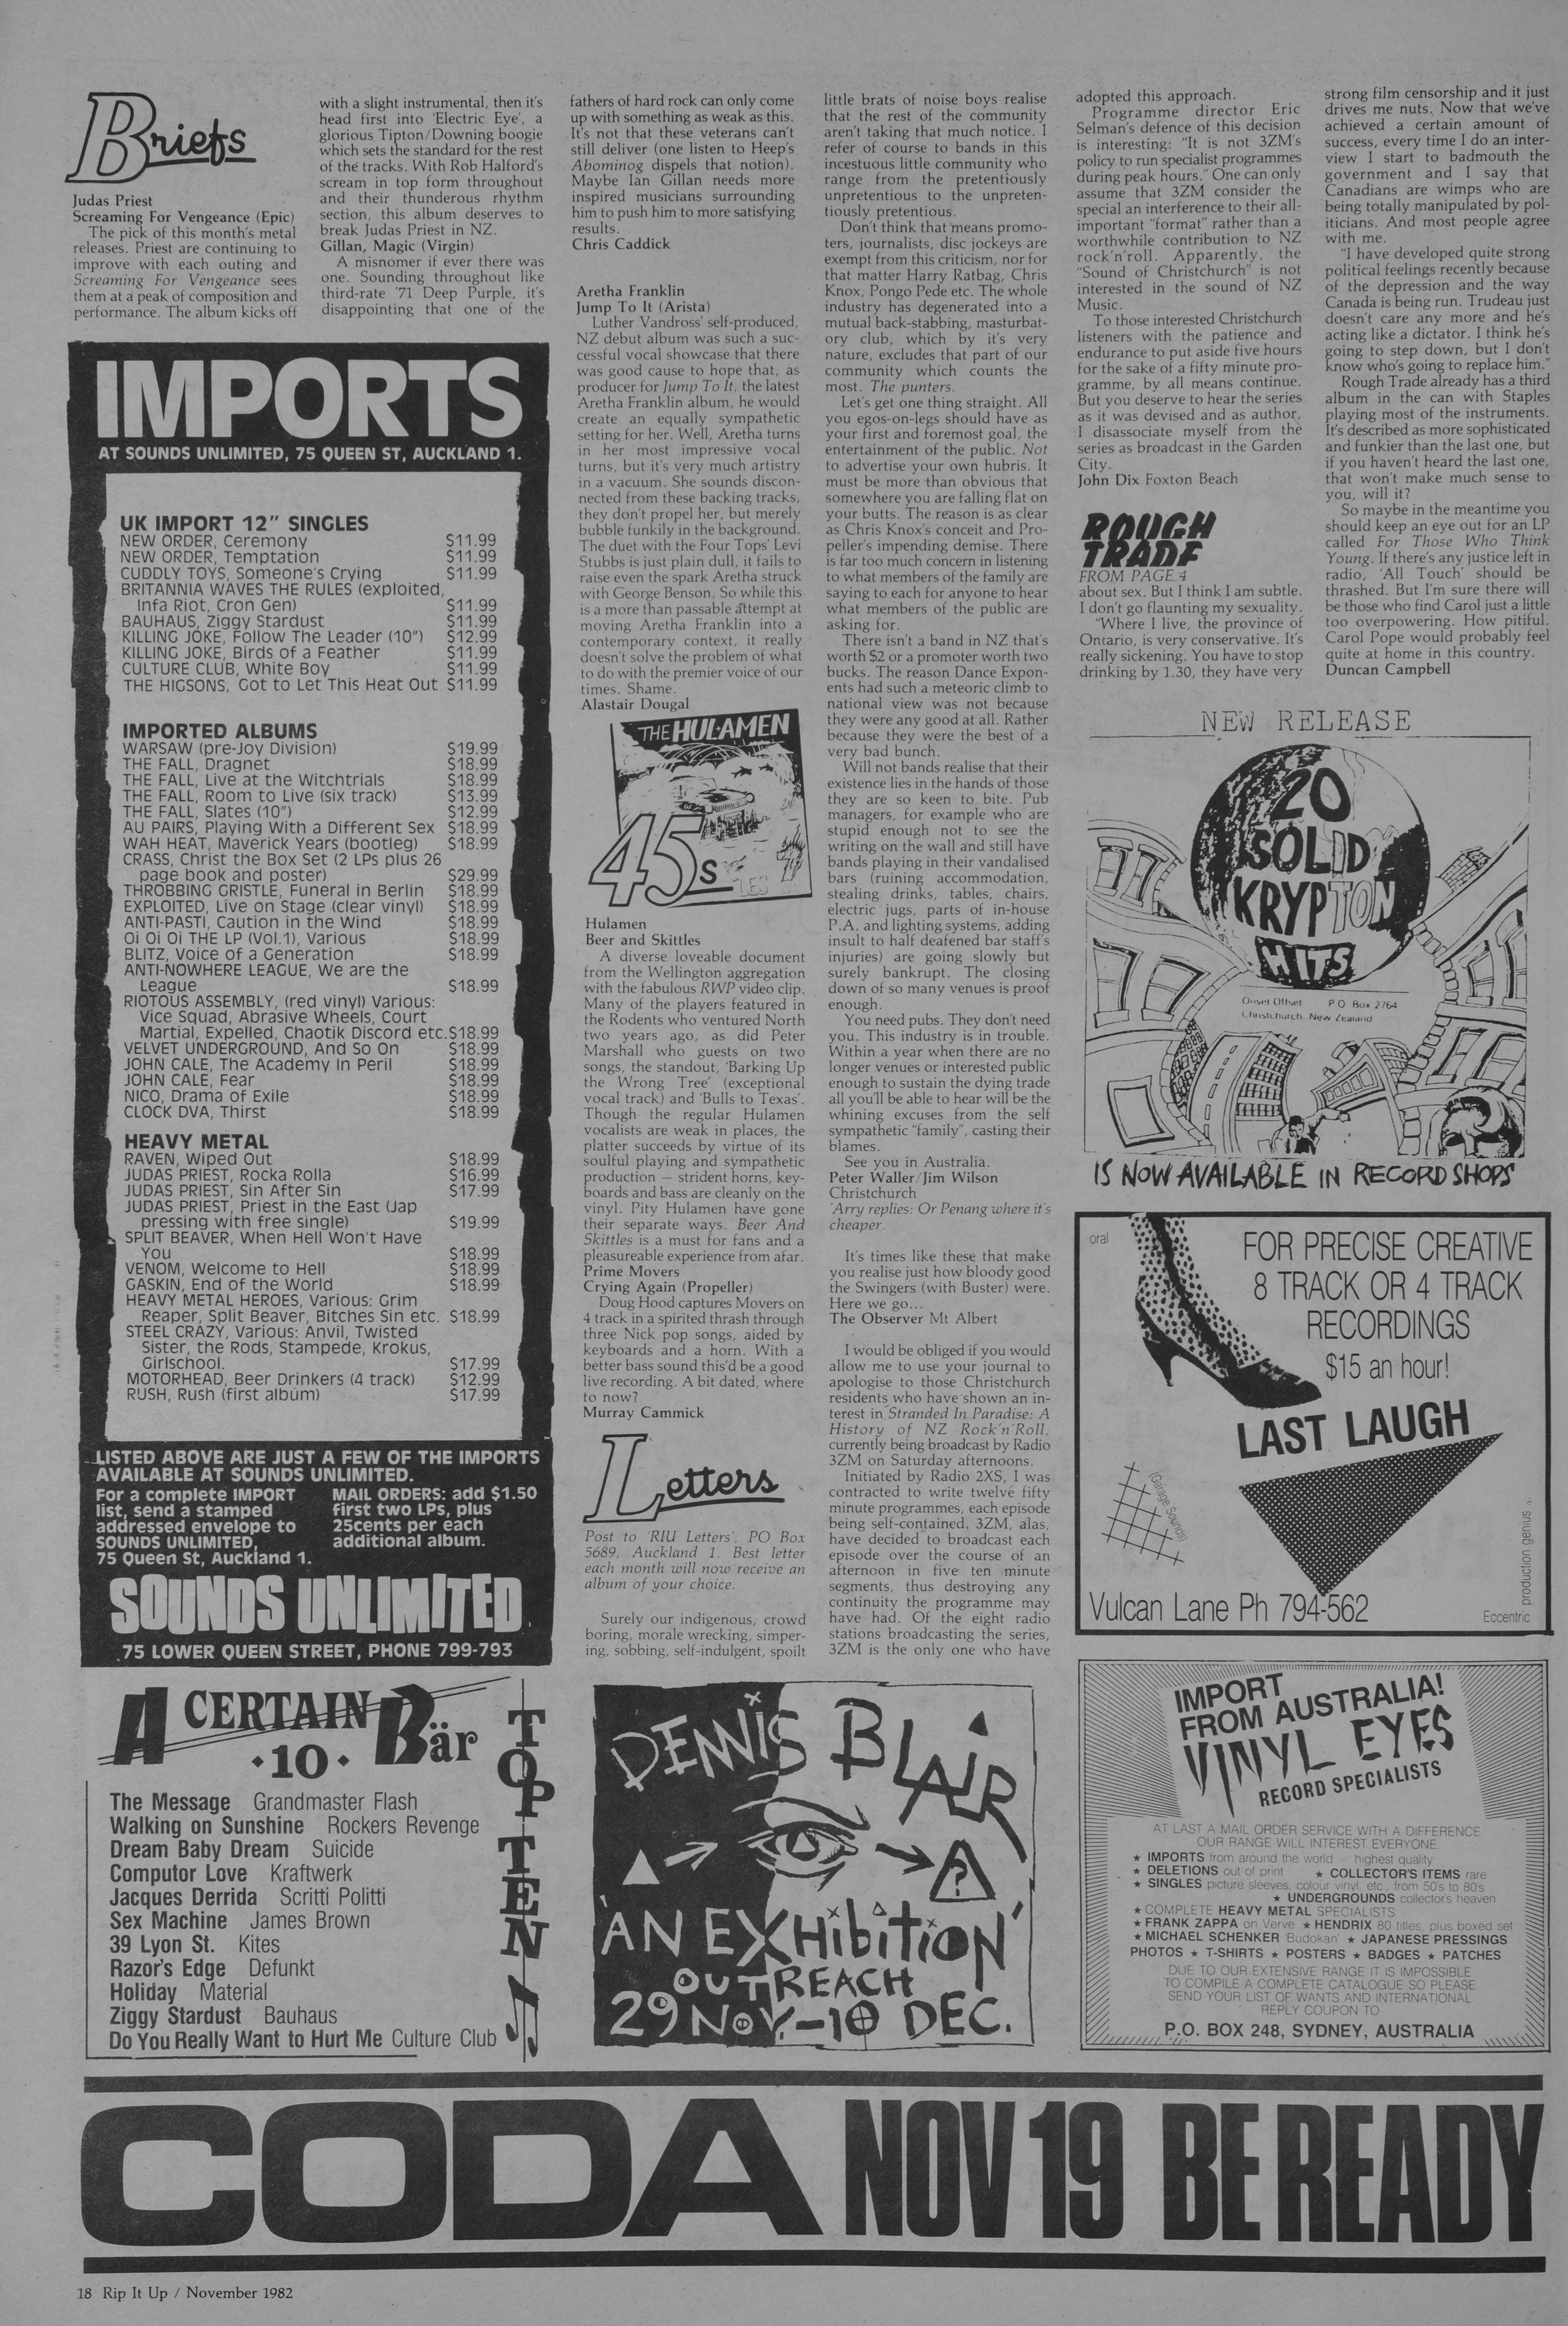 Briefs
Judas Priest
Screaming For Vengeance (Epic)
The pick of this month's metal
releases. Priest are continuing to
improve with each outing and
Screaming For Vengeance sees
them at a peak of composition and
performance. The album kicks off
with a slight instrumental, then it's
head first into 'Electric Eye', a
glorious Tipton/Downing boogie
which sets the standard for the rest
of the tracks. With Rob Halford's
scream in top form throughout
and their thunderous rhythm
section, this album deserves to
break Judas Priest in NZ.
Gillan, Magic (Virgin)
A misnomer if ever there was
one. Sounding throughout like
third-rate '71 Deep Purple, it's
disappointing that one of the
fathers of hard rock can only come
up with something as weak as this.
It's not that these veterans can't
still deliver (one listen to Heep's
Abominog dispels that notion).
Maybe Ian Gillan needs more
inspired musicians surrounding
him to push him to more satisfying
results.
Chris Caddick
Aretha Franklin
Jump To It (Arista)
Luther Vandross' self-produced,
NZ debut album was such a suc-
cessful vocal showcase that there
was good cause to hope that, as
producer for Jump To It, the latest
Aretha Franklin album, he would
create an equally sympathetic
setting for her. Well, Aretha turns
in her most impressive vocal
turns, but it's very much artistry
in a vacuum. She sounds discon-
nected from these backing tracks,
they don't propel her, but merely
bubble funkily in the background.
The duet with the Four Tops' Levi
Stubbs is just plain dull, it fails to
raise even the spark Aretha struck
with George Benson. So while this
is a more than passable attempt at
moving Aretha Franklin into a
contemporary context, it really
doesn't solve the problem of what
to do with the premier voice of our
times. Shame.
Alastair Dougal
THE HULAMEN
45s
Hulamen
Beer and Skittles
A diverse loveable document
from the Wellington aggregation
with the fabulous RWP video clip.
Many of the players featured in
the Rodents who ventured North
two years ago, as did Peter
Marshall who guests on two
songs, the standout, 'Barking Up
the Wrong Tree' (exceptional
vocal track) and 'Bulls to Texas'.
Though the regular Hulamen
vocalists are weak in places, the
platter succeeds by virtue of its
soulful playing and sympathetic
production — strident horns, key-
boards and bass are cleanly on the
vinyl. Pity Hulamen have gone
their separate ways. Beer And
Skittles is a must for fans and a
pleasureable experience from afar.
Prime Movers
Crying Again (Propeller)
Doug Hood captures Movers on
4 track in a spirited thrash through
three Nick pop songs, aided by
keyboards and a horn. With a
better bass sound this'd be a good
live recording. A bit dated, where
to now?
Murray Cammick
Letters
Post to 'RIU Letters', PO Box
5689, Auckland 1. Best letter
each month will now receive an
album of your choice.
Surely our indigenous, crowd
boring, morale wrecking, simper-
ing, sobbing, self-indulgent, spoilt
little brats of noise boys realise
that the rest of the community
aren't taking that much notice. I
refer of course to bands in this
incestuous little community who
range from the pretentiously
unpretentious to the unpreten-
tiously pretentious.
Don't think that means promo-
ters, journalists, disc jockeys are
exempt from this criticism, nor for
that matter Harry Ratbag, Chris
Knox, Pongo Pede etc. The whole
industry has degenerated into a
mutual back-stabbing, masturbat-
ory club, which by it's very
nature, excludes that part of our
community which counts the
most. The punters.
Let's get one thing straight. All
you egos-on-legs should have as
your first and foremost goal, the
entertainment of the public. Not
to advertise your own hubris. It
must be more than obvious that
somewhere you are falling flat on
your butts. The reason is as clear
as Chris Knox's conceit and Pro-
peller's impending demise. There
is far too much concern in listening
to what members of the family are
saying to each for anyone to hear
what members of the public are
asking for.
There isn't a band in NZ that's
worth $2 or a promoter worth two
bucks. The reason Dance Expon-
ents had such a meteoric climb to
national view was not because
they were any good at all. Rather
because they were the best of a
very bad bunch.
Will not bands realise that their
existence lies in the hands of those
they are so keen to bite. Pub
managers, for example who are
stupid enough not to see the
writing on the wall and still have
bands playing in their vandalised
bars (ruining accommodation,
stealing drinks, tables, chairs,
electric jugs, parts of in-house
P.A. and lighting systems, adding
insult to half deafened bar staff's
injuries) are going slowly but
surely bankrupt. The closing
down of so many venues is proof
enough.
You need pubs. They don't need
you. This industry is in trouble.
Within a year when there are no
longer venues or interested public
enough to sustain the dying trade
all you'll be able to hear will be the
whining excuses from the self
sympathetic "family", casting their
blames.
See you in Australia.
Peter Waller/Jim Wilson
Christchurch
'Arry replies: Or Penang where it's
cheaper.
It's times like these that make
you realise just how bloody good
the Swingers (with Buster) were.
Here we go...
The Observer Mt Albert
I would be obliged if you would
allow me to use your journal to
apologise to those Christchurch
residents who have shown an in-
terest in Stranded In Paradise: A
History of NZ Rock'n'Roll,
currently being broadcast by Radio
3ZM on Saturday afternoons.
Initiated by Radio 2XS, I was
contracted to write twelve fifty
minute programmes, each episode
being self-contained. 3ZM, alas,
have decided to broadcast each
episode over the course of an
afternoon in five ten minute
segments, thus destroying any
continuity the programme may
have had. Of the eight radio
stations broadcasting the series,
3ZM is the only one who have
adopted this approach.
Programme director Eric
Selman's defence of this decision
is interesting: "It is not 3ZM's
policy to run specialist programmes
during peak hours." One can only
assume that 3ZM consider the
special an interference to their all-
important "format" rather than a
worthwhile contribution to NZ
rock'n'roll. Apparently, the
"Sound of Christchurch" is not
interested in the sound of NZ
Music.
To those interested Christchurch
listeners with the patience and
endurance to put aside five hours
for the sake of a fifty minute pro-
gramme, by all means continue.
But you deserve to hear the series
as it was devised and as author,
I disassociate myself from the
series as broadcast in the Garden
City.
John Dix Foxton Beach
ROUGH
TRADE
FROM PAGE 4
about sex. But I think I am subtle.
I don't go flaunting my sexuality.
"Where I live, the province of
Ontario, is very conservative. It's
really sickening. You have to stop
drinking by 1.30, they have very
strong film censorship and it just
drives me nuts. Now that we've
achieved a certain amount of
success, every time I do an inter-
view I start to badmouth the
government and I say that
Canadians are wimps who are
being totally manipulated by pol-
iticians. And most people agree
with me.
"I have developed quite strong
political feelings recently because
of the depression and the way
Canada is being run. Trudeau just
doesn't care any more and he's
acting like a dictator. I think he's
going to step down, but I don't
know who's going to replace him."
Rough Trade already has a third
album in the can with Staples
playing most of the instruments.
It's described as more sophisticated
and funkier than the last one, but
if you haven't heard the last one,
that won't make much sense to
you, will it?
So maybe in the meantime you
should keep an eye out for an LP
called For Those Who Think
Young. If there's any justice left in
radio, 'All Touch' should be
thrashed. But I'm sure there will
be those who find Carol just a little
too overpowering. How pitiful.
Carol Pope would probably feel
quite at home in this country.
Duncan Campbell
IMPORTS
AT SOUNDS UNLIMITED, 75 QUEEN ST, AUCKLAND 1.
UK IMPORT 12" SINGLES
NEW ORDER, Ceremony $11.99
NEW ORDER, Temptation $11.99
CUDDLY TOYS, Someone's Crying $11.99
BRITANNIA WAVES THE RULES (exploited,
Infa Riot, Cron Gen) $11.99
BAUHAUS, Ziggy Stardust $11.99
KILLING JOKE, Follow The Leader (10") $12.99
KILLING JOKE, Birds of a Feather $11.99
CULTURE CLUB, White Boy $11.99
THE HIGSONS, Got to Let This Heat Out $11.99
IMPORTED ALBUMS
WARSAW (pre-Joy Division) $19.99
THE FALL, Dragnet $18.99
THE FALL, Live at the Witchtrials $18.99
THE FALL, Room to Live (six track) $13.99
THE FALL, Slates (10") $12.99
AU PAIRS, Playing With a Different Sex $18.99
WAH HEAT, Maverick Years (bootleg) $18.99
CRASS, Christ the Box Set (2 LPs plus 26
page book and poster) $29.99
THROBBING GRISTLE, Funeral in Berlin $18.99
EXPLOITED, Live on Stage (clear vinyl) $18.99
ANTI-PASTI, Caution in the Wind $18.99
Oi Oi Oi THE LP (Vol.1), Various $18.99
BLITZ, Voice of a Generation $18.99
ANTI-NOWHERE LEAGUE, We are the
League $18.99
RIOTOUS ASSEMBLY, (red vinyl) Various:
Vice Squad, Abrasive Wheels, Court
Martial, Expelled, Chaotik Discord etc. $18.99
VELVET UNDERGROUND, And So On $18.99
JOHN CALE, The Academy In Peril $18.99
JOHN CALE, Fear $18.99
NICO, Drama of Exile $18.99
CLOCK DVA, Thirst $18.99
HEAVY METAL
RAVEN, Wiped Out $18.99
JUDAS PRIEST, Rocka Rolla $16.99
JUDAS PRIEST, Sin After Sin $17.99
JUDAS PRIEST, Priest in the East (Jap
pressing with free single) $19.99
SPLIT BEAVER, When Hell Won't Have
You $18.99
VENOM, Welcome to Hell $18.99
GASKIN, End of the World $18.99
HEAVY METAL HEROES, Various: Grim
Reaper, Split Beaver, Bitches Sin etc. $18.99
STEEL CRAZY, Various: Anvil, Twisted
Sister, the Rods, Stampede, Krokus,
Girlschool. $17.99
MOTORHEAD, Beer Drinkers (4 track) $12.99
RUSH, Rush (first album) $17.99
LISTED ABOVE ARE JUST A FEW OF THE IMPORTS
AVAILABLE AT SOUNDS UNLIMITED.
For a complete IMPORT
list, send a stamped
addressed envelope to
SOUNDS UNLIMITED,
75 Queen St, Auckland 1.
MAIL ORDERS: add $1.50
first two LPs, plus
25cents per each
additional album.
SOUNDS UNLIMITED
75 LOWER QUEEN STREET, PHONE 799-793
NEW RELEASE
20
SOLID
KRYPTON
HITS
Onset Offset P O Box 2764
Christchurch New Zealand
IS NOW AVAILABLE IN RECORD SHOPS
oral
FOR PRECISE CREATIVE
8 TRACK OR 4 TRACK
RECORDINGS
$15 an hour!
LAST LAUGH
(Garage Sounds)
production genius
Vulcan Lane Ph 794-562
Eccentric
A CERTAIN Bär
10
TOP TEN
The Message Grandmaster Flash
Walking on Sunshine Rockers Revenge
Dream Baby Dream Suicide
Computor Love Kraftwerk
Jacques Derrida Scritti Politti
Sex Machine James Brown
39 Lyon St. Kites
Razor's Edge Defunkt
Holiday Material
Ziggy Stardust Bauhaus
Do You Really Want to Hurt Me Culture Club
DENNIS BLAIR
?
'AN EXHibitiON'
OUTREACH
29 NOV.–10 DEC.
IMPORT
FROM AUSTRALIA!
VINYL EYES
RECORD SPECIALISTS
AT LAST A MAIL ORDER SERVICE WITH A DIFFERENCE
OUR RANGE WILL INTEREST EVERYONE
★ IMPORTS from around the world — highest quality
★ DELETIONS out of print ★ COLLECTOR'S ITEMS rare
★ SINGLES picture sleeves, colour vinyl, etc. from 50's to 80's
★ UNDERGROUNDS collector's heaven
★ COMPLETE HEAVY METAL SPECIALISTS
★ FRANK ZAPPA on Verve ★ HENDRIX 80 titles, plus boxed set
★ MICHAEL SCHENKER 'Budokan' ★ JAPANESE PRESSINGS
PHOTOS ★ T-SHIRTS ★ POSTERS ★ BADGES ★ PATCHES
DUE TO OUR EXTENSIVE RANGE IT IS IMPOSSIBLE
TO COMPILE A COMPLETE CATALOGUE SO PLEASE
SEND YOUR LIST OF WANTS AND INTERNATIONAL
REPLY COUPON TO
P.O. BOX 248, SYDNEY, AUSTRALIA
CODA NOV 19 BE READY
18 Rip It Up / November 1982